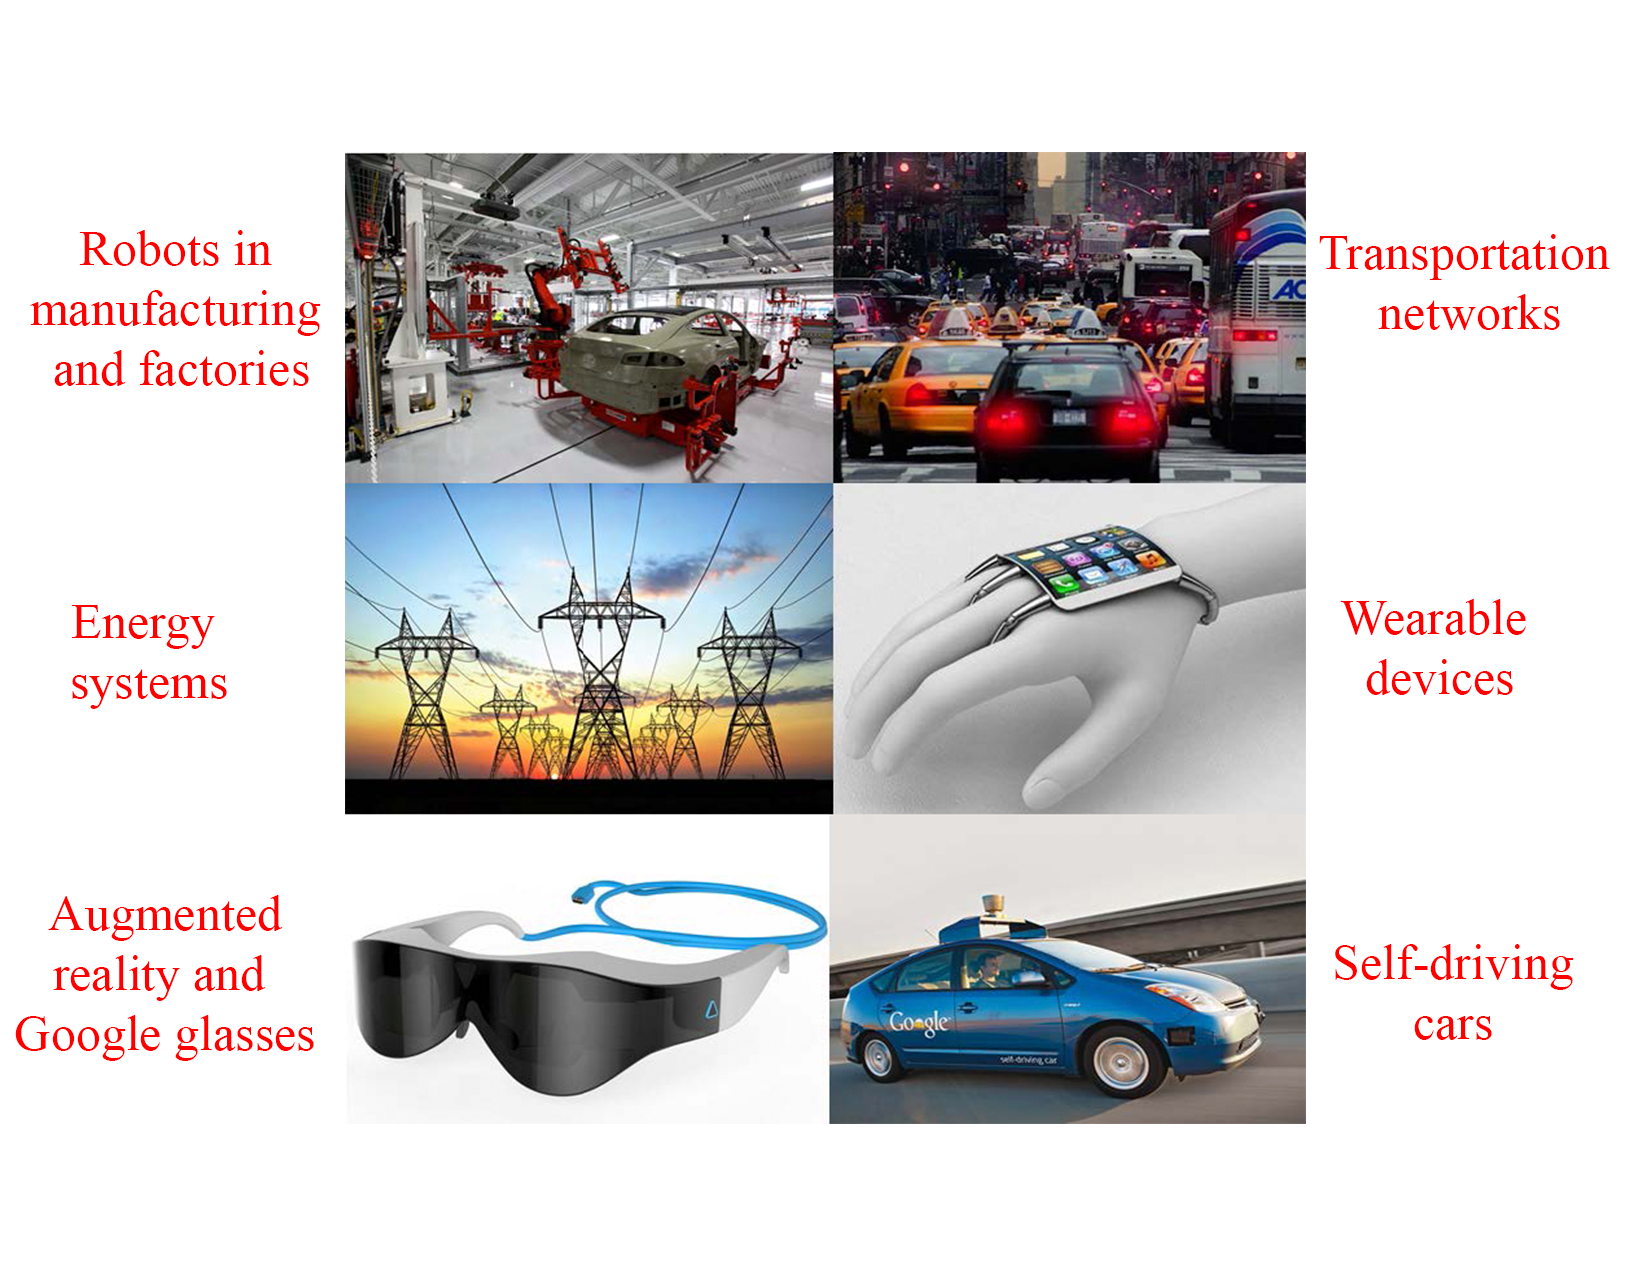 Robots in
manufacturing
and factories
Transportation
networks
AC
Energy
systems
Wearable
devices
Augmented
reality and
Google glasses
Google
self-driving car
Self-driving
cars